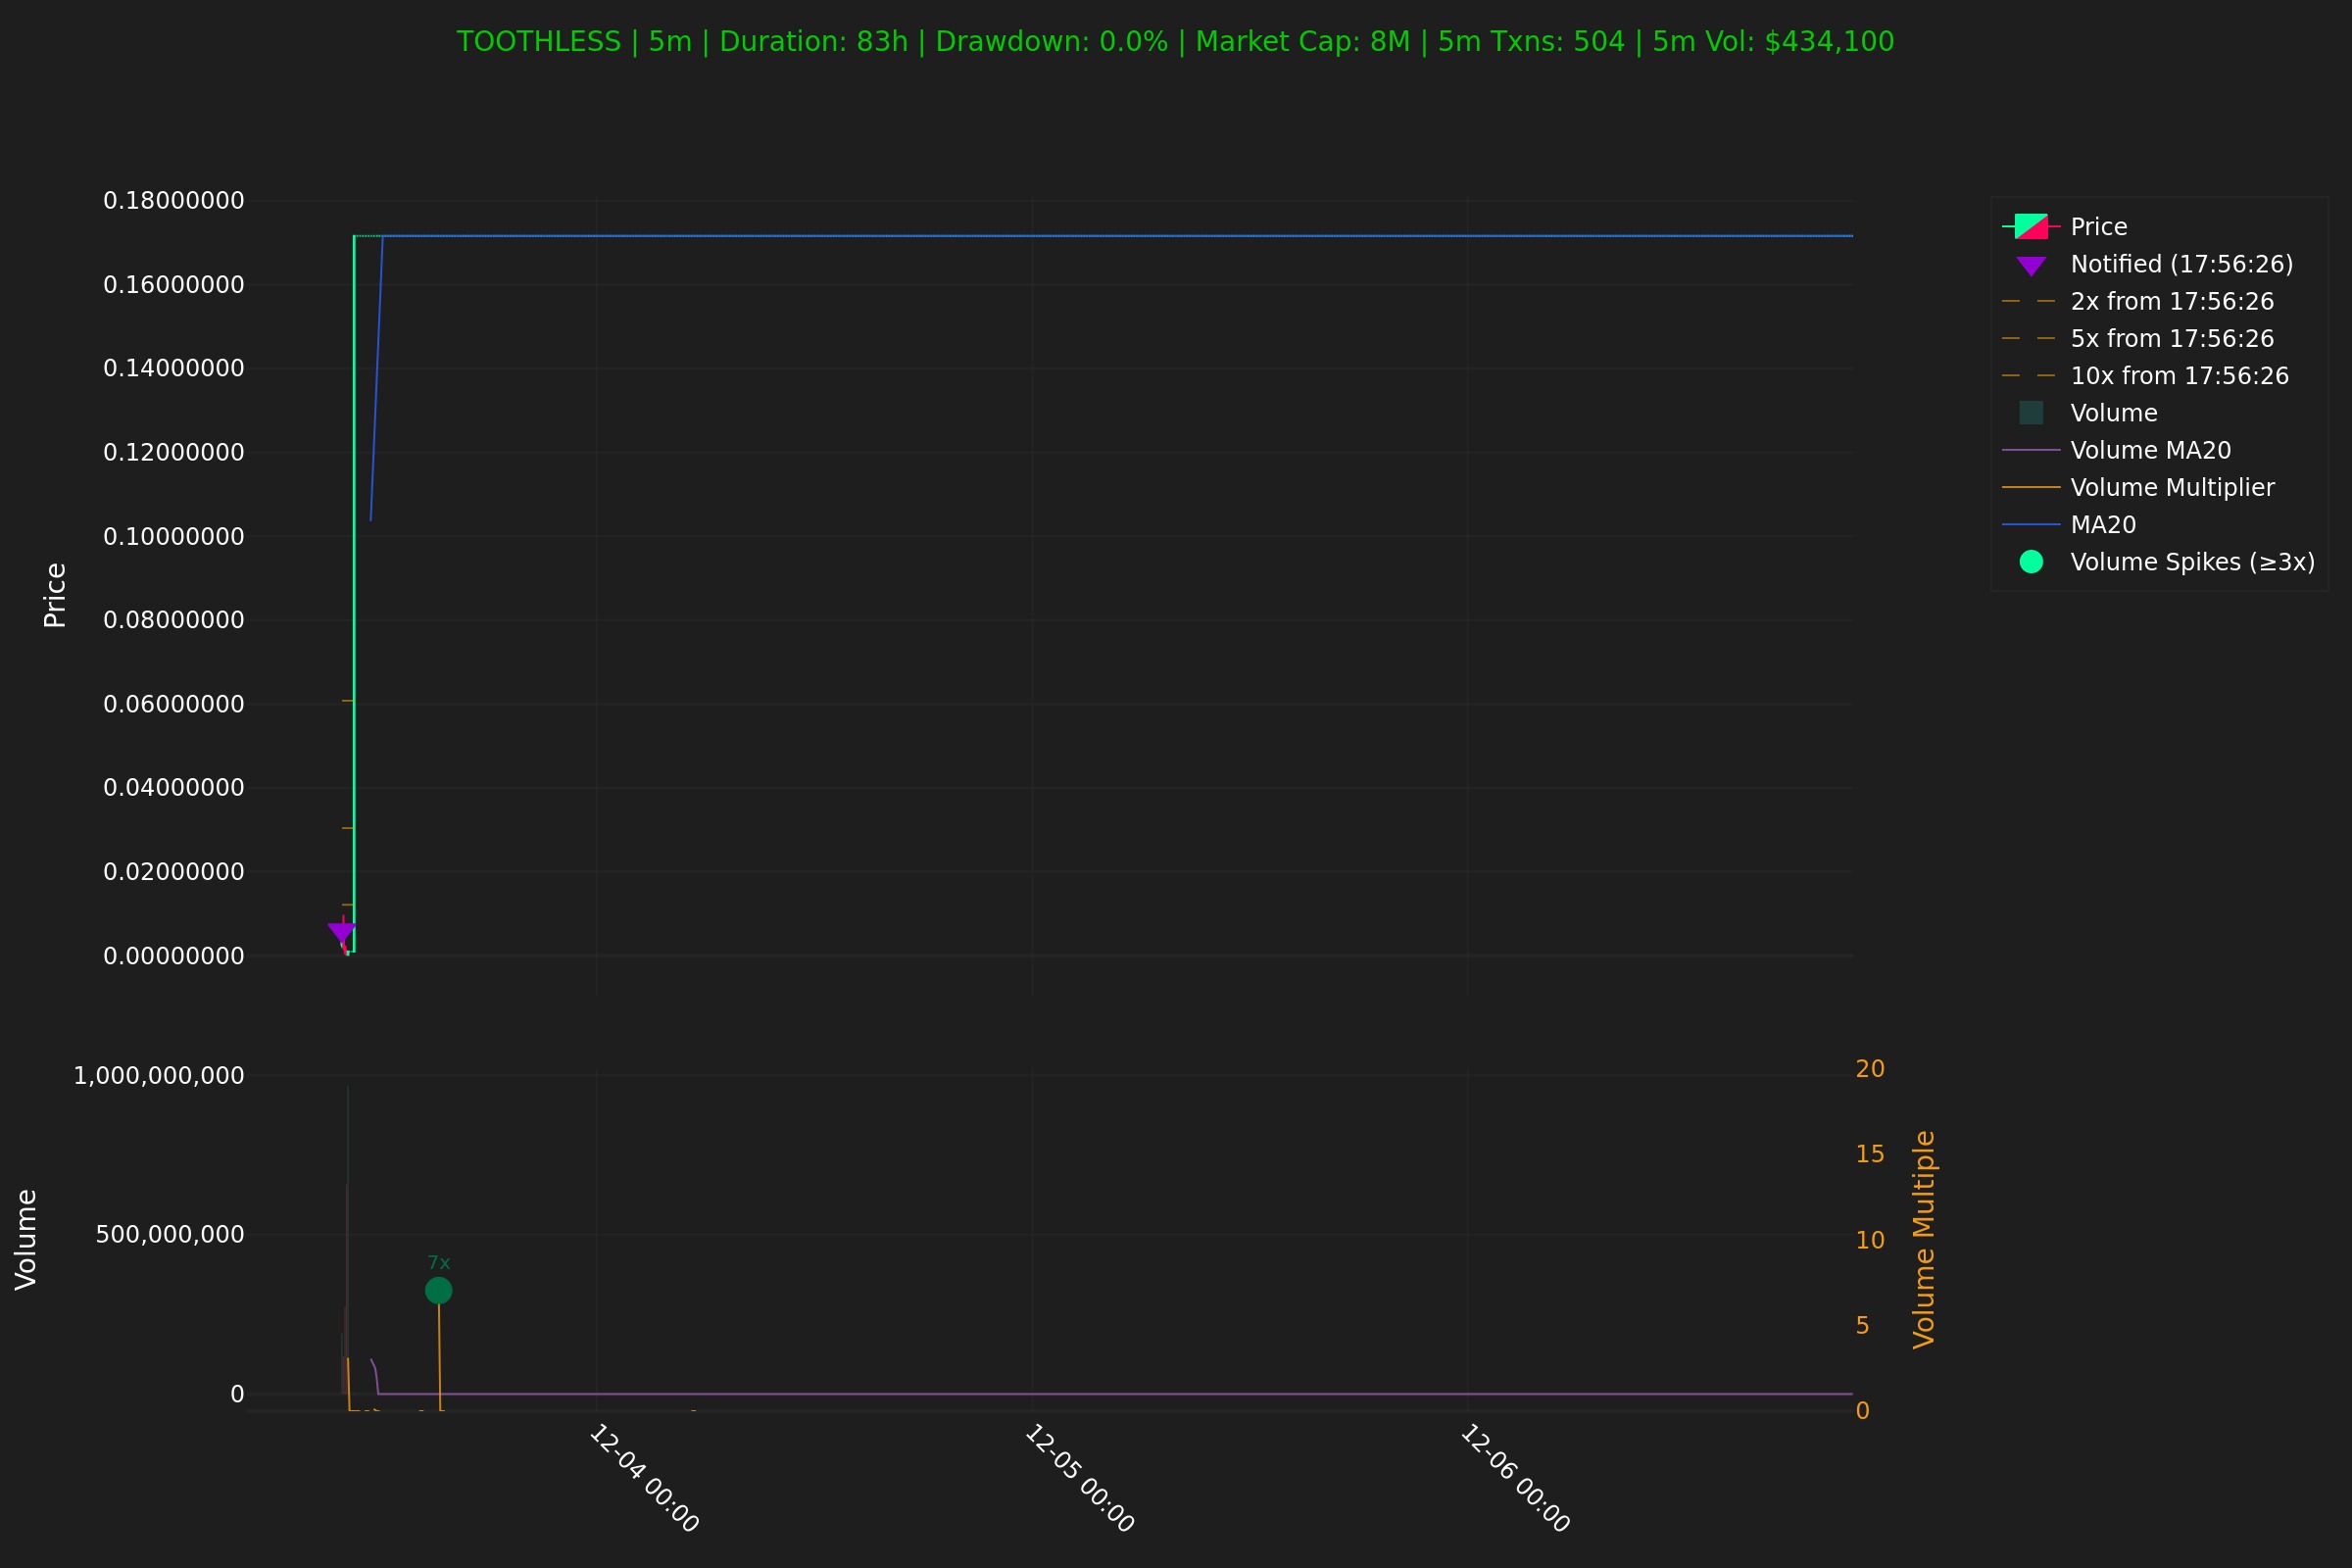 TOOTHLESS | 5m | Duration: 83h | Drawdown: 0.0% | Market Cap: 8M | 5m Txns: 504 | 5m Vol: $434,100
0.18000000
0.16000000
0.14000000
0.12000000
0.10000000
0.08000000
0.06000000
0.04000000
0.02000000
0.00000000
Price
Price
Notified (17:56:26)
2x from 17:56:26
5x from 17:56:26
10x from 17:56:26
Volume
Volume MA20
Volume Multiplier
MA20
Volume Spikes (≥3x)
1,000,000,000
500,000,000
0
Volume
7x
20
15
10
5
0
Volume Multiple
12-04 00:00
12-05 00:00
12-06 00:00